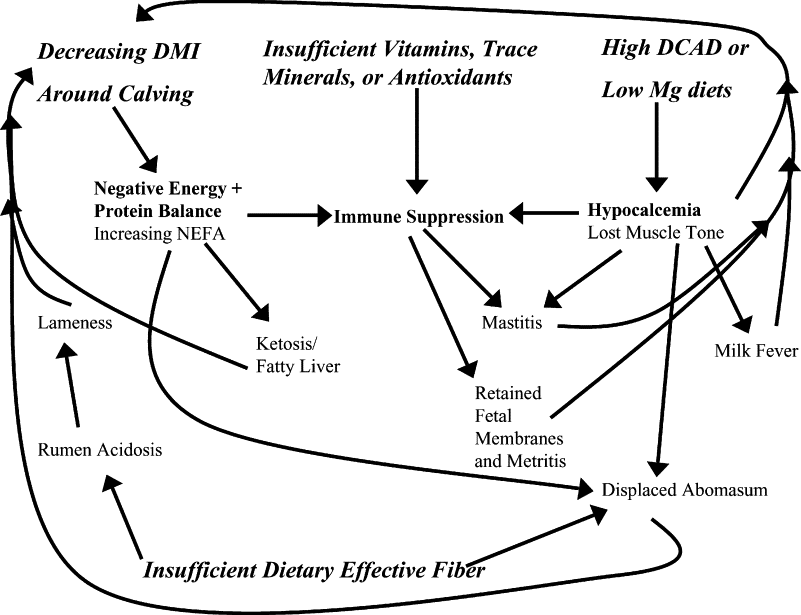 Decreasing DMI
Around Calving
Insufficient Vitamins, Trace
Minerals, or Antioxidants
High DCAD or
Low Mg diets
Negative Energy +
Protein Balance
Increasing NEFA
Immune Suppression
Hypocalcemia
Lost Muscle Tone
Lameness
Ketosis/
Fatty Liver
Mastitis
Milk Fever
Retained
Fetal
Membranes
and Metritis
Rumen Acidosis
Displaced Abomasum
Insufficient Dietary Effective Fiber